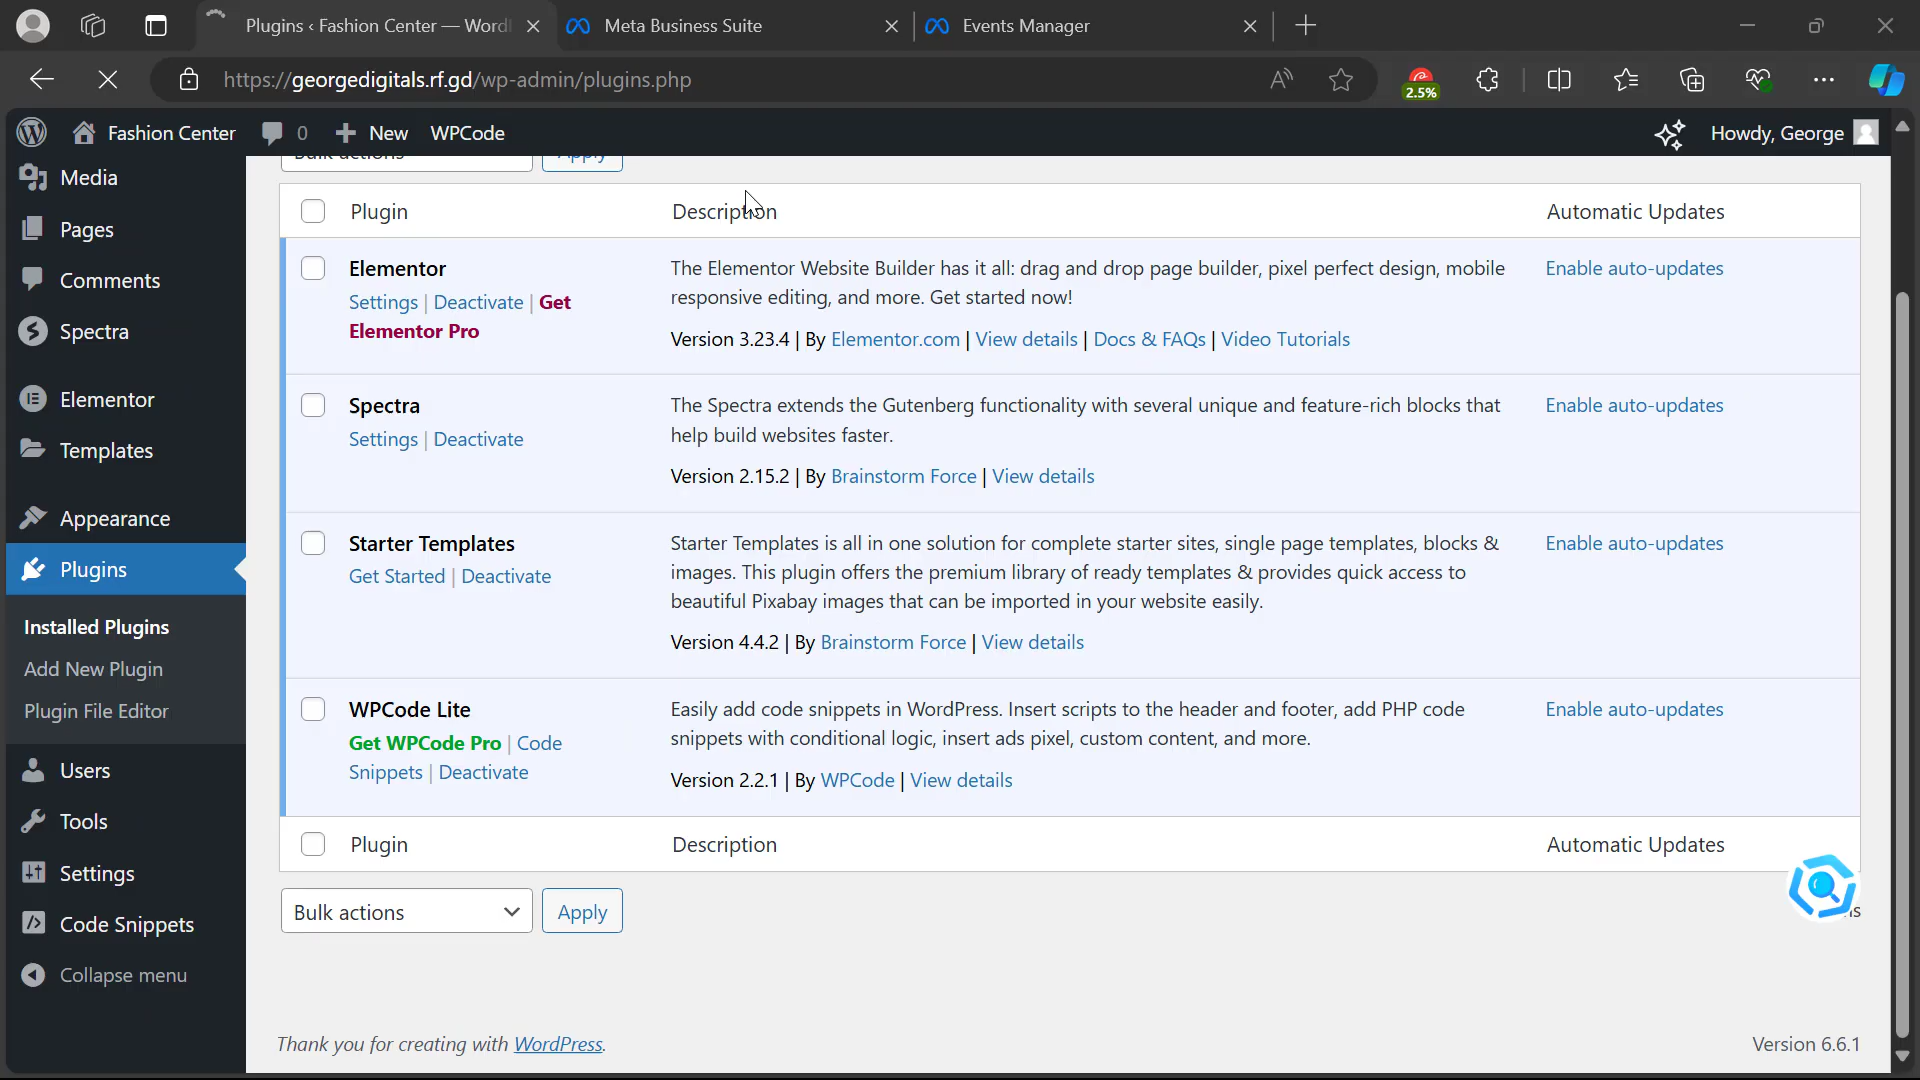 Plugins ‹ Fashion Center — Word
Meta Business Suite
Events Manager
https://georgedigitals.rf.gd/wp-admin/plugins.php
2.5%
Fashion Center
0
New
WPCode
Howdy, George
Media
Pages
Comments
Spectra
Elementor
Templates
Appearance
Plugins
Installed Plugins
Add New Plugin
Plugin File Editor
Users
Tools
Settings
Code Snippets
Collapse menu
Bulk actions
Apply
Plugin
Description
Automatic Updates
Elementor
Settings | Deactivate | Get
Elementor Pro
The Elementor Website Builder has it all: drag and drop page builder, pixel perfect design, mobile
responsive editing, and more. Get started now!
Version 3.23.4 | By Elementor.com | View details | Docs & FAQs | Video Tutorials
Enable auto-updates
Spectra
Settings | Deactivate
The Spectra extends the Gutenberg functionality with several unique and feature-rich blocks that
help build websites faster.
Version 2.15.2 | By Brainstorm Force | View details
Enable auto-updates
Starter Templates
Get Started | Deactivate
Starter Templates is all in one solution for complete starter sites, single page templates, blocks &
images. This plugin offers the premium library of ready templates & provides quick access to
beautiful Pixabay images that can be imported in your website easily.
Version 4.4.2 | By Brainstorm Force | View details
Enable auto-updates
WPCode Lite
Get WPCode Pro | Code
Snippets | Deactivate
Easily add code snippets in WordPress. Insert scripts to the header and footer, add PHP code
snippets with conditional logic, insert ads pixel, custom content, and more.
Version 2.2.1 | By WPCode | View details
Enable auto-updates
Plugin
Description
Automatic Updates
Bulk actions
Apply
Thank you for creating with WordPress.
Version 6.6.1